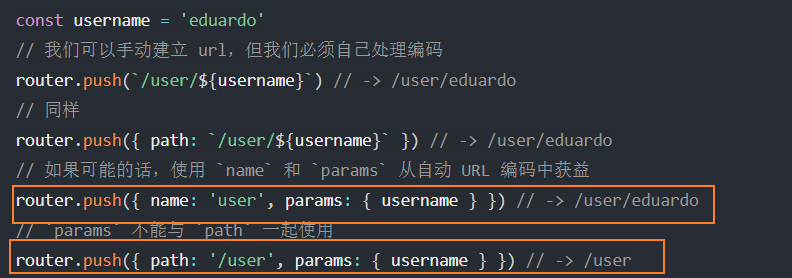 const username = 'eduardo'
// 我们可以手动建立 url，但我们必须自己处理编码
router.push(`/user/${username}`) // -> /user/eduardo
// 同样
router.push({ path: `/user/${username}` }) // -> /user/eduardo
// 如果可能的话，使用 `name` 和 `params` 从自动 URL 编码中获益
router.push({ name: 'user', params: { username } }) // -> /user/eduardo
// `params` 不能与 `path` 一起使用
router.push({ path: '/user', params: { username } }) // -> /user